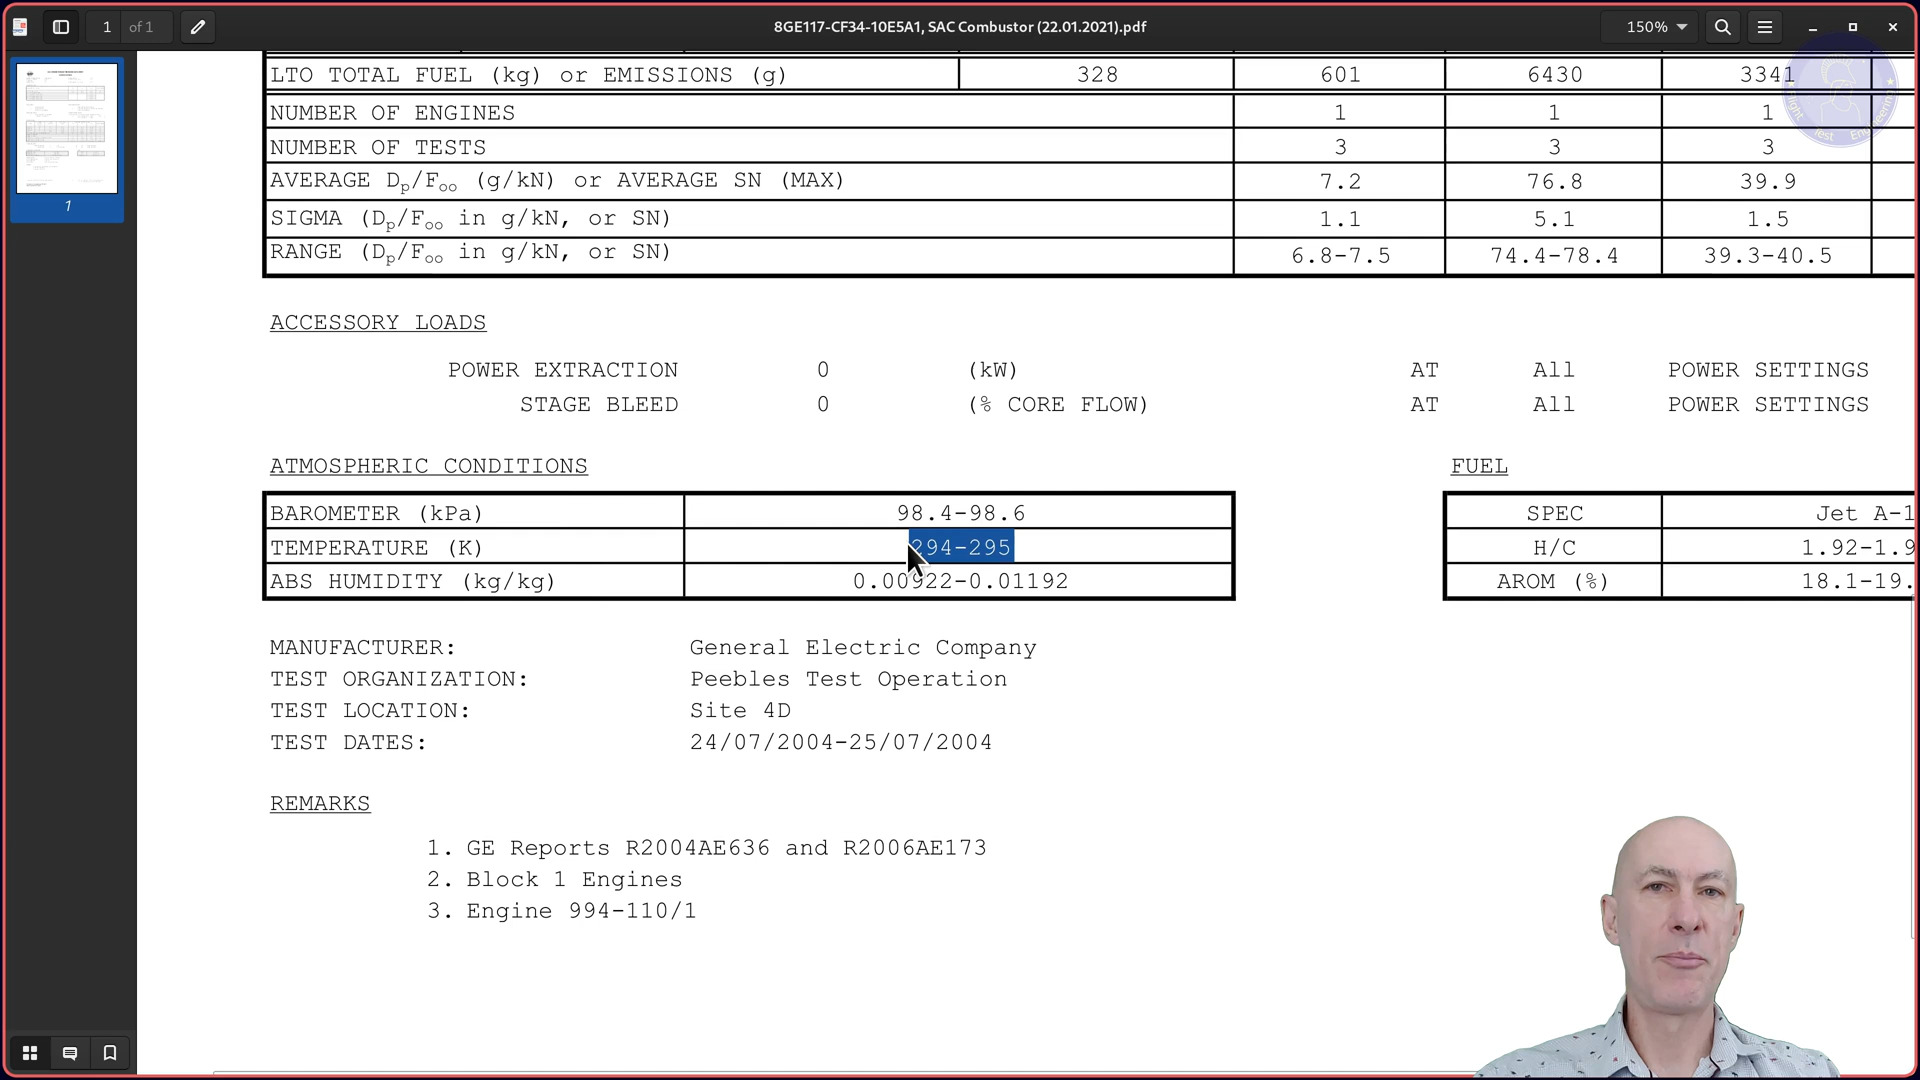 1 of 1
8GE117-CF34-10E5A1, SAC Combustor (22.01.2021).pdf
150%
1
LTO TOTAL FUEL (kg) or EMISSIONS (g) 328 601 6430 3341
NUMBER OF ENGINES 1 1 1
NUMBER OF TESTS 3 3 3
AVERAGE Dp/Foo (g/kN) or AVERAGE SN (MAX) 7.2 76.8 39.9
SIGMA (Dp/Foo in g/kN, or SN) 1.1 5.1 1.5
RANGE (Dp/Foo in g/kN, or SN) 6.8-7.5 74.4-78.4 39.3-40.5
ACCESSORY LOADS
POWER EXTRACTION 0 (kW) AT All POWER SETTINGS
STAGE BLEED 0 (% CORE FLOW) AT All POWER SETTINGS
ATMOSPHERIC CONDITIONS
BAROMETER (kPa) 98.4-98.6
TEMPERATURE (K) 294-295
ABS HUMIDITY (kg/kg) 0.00922-0.01192
FUEL
SPEC Jet A-1
H/C 1.92-1.9
AROM (%) 18.1-19.
MANUFACTURER: General Electric Company
TEST ORGANIZATION: Peebles Test Operation
TEST LOCATION: Site 4D
TEST DATES: 24/07/2004-25/07/2004
REMARKS
1. GE Reports R2004AE636 and R2006AE173
2. Block 1 Engines
3. Engine 994-110/1